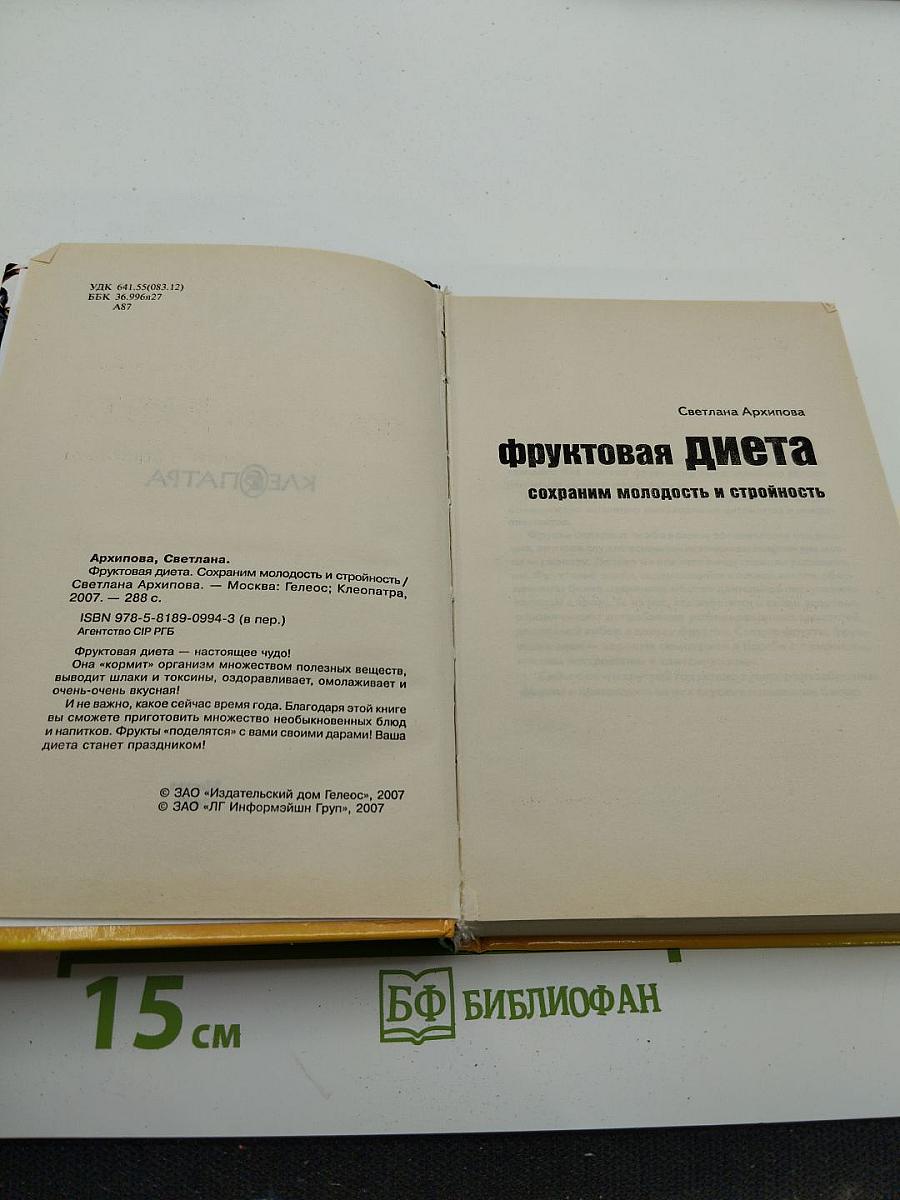 УДК 641.55(083.12)
ББК 36.996я27
А87
КЛЕОПАТРА
Архипова, Светлана.
Фруктовая диета. Сохраним молодость и стройность /
Светлана Архипова. — Москва: Гелеос; Клеопатра,
2007. — 288 с.
ISBN 978-5-8189-0994-3 (в пер.)
Агентство CIP РГБ
Фруктовая диета — настоящее чудо!
Она «кормит» организм множеством полезных веществ,
выводит шлаки и токсины, оздоравливает, омолаживает и
очень-очень вкусная!
И не важно, какое сейчас время года. Благодаря этой книге
вы сможете приготовить множество необыкновенных блюд
и напитков. Фрукты «поделятся» с вами своими дарами! Ваша
диета станет праздником!
© ЗАО «Издательский дом Гелеос», 2007
© ЗАО «ЛГ Информэйшн Груп», 2007
Светлана Архипова
фруктовая диета
сохраним молодость и стройность
15 см
БФ БИБЛИОФАН